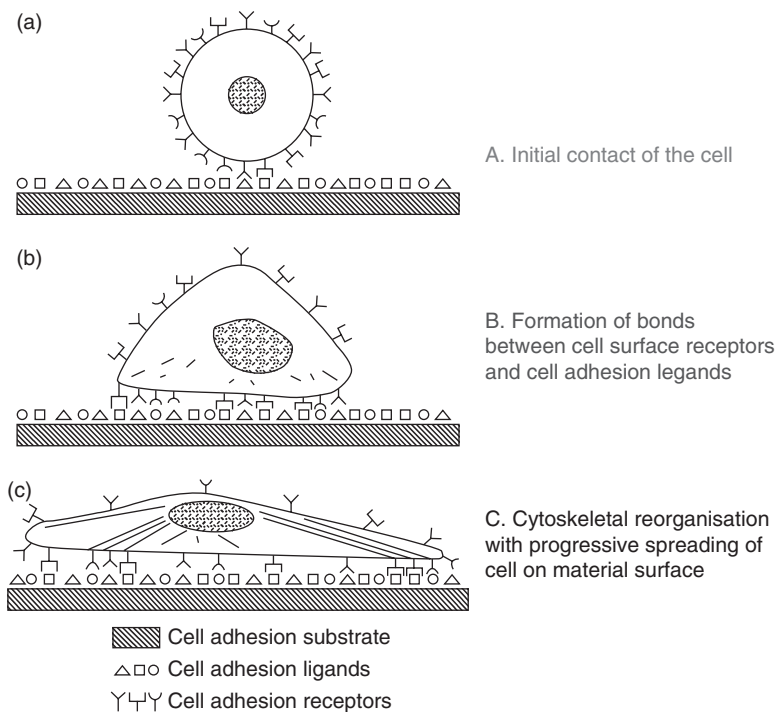 (a)
A. Initial contact of the cell
(b)
B. Formation of bonds
between cell surface receptors
and cell adhesion legands
(c)
C. Cytoskeletal reorganisation
with progressive spreading of
cell on material surface
Cell adhesion substrate
Cell adhesion ligands
Cell adhesion receptors